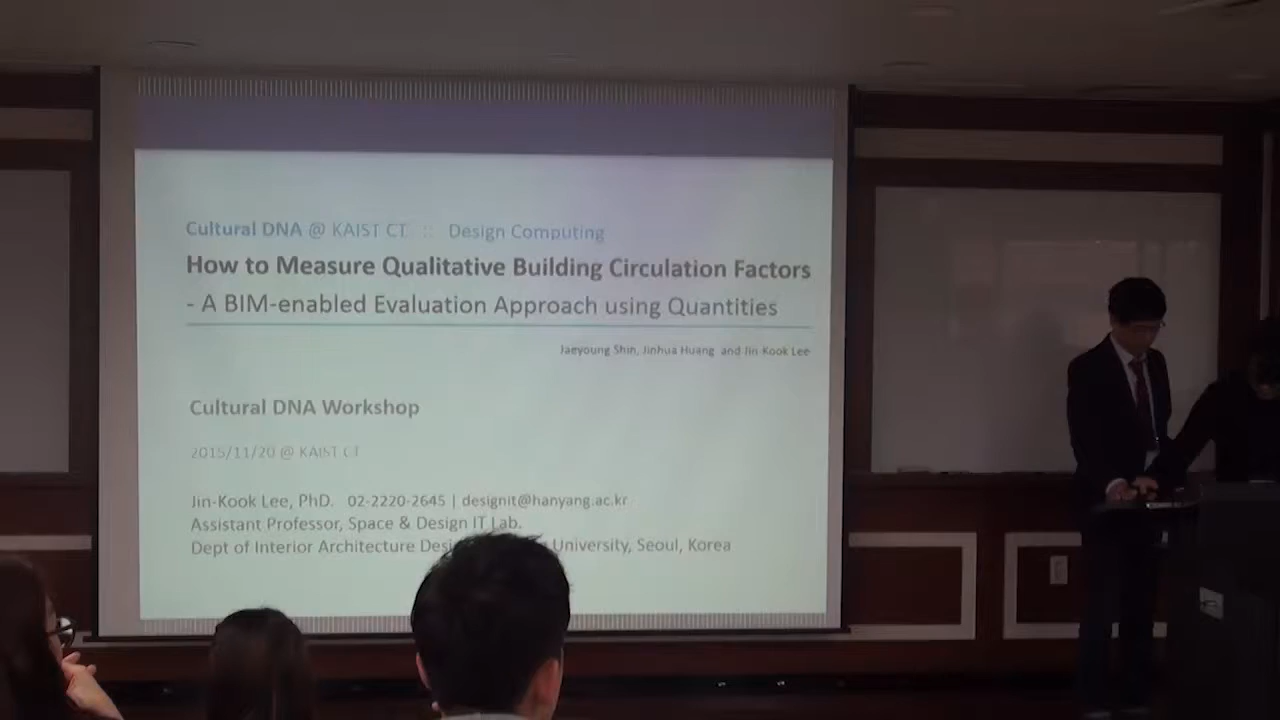 Cultural DNA @ KAIST CT :: Design Computing
How to Measure Qualitative Building Circulation Factors
- A BIM-enabled Evaluation Approach using Quantities
Jaeyoung Shin, Jinhua Huang and Jin-Kook Lee
Cultural DNA Workshop
2015/11/20 @ KAIST CT
Jin-Kook Lee, PhD. 02-2220-2645 | designit@hanyang.ac.kr
Assistant Professor, Space & Design IT Lab.
Dept of Interior Architecture University, Seoul, Korea